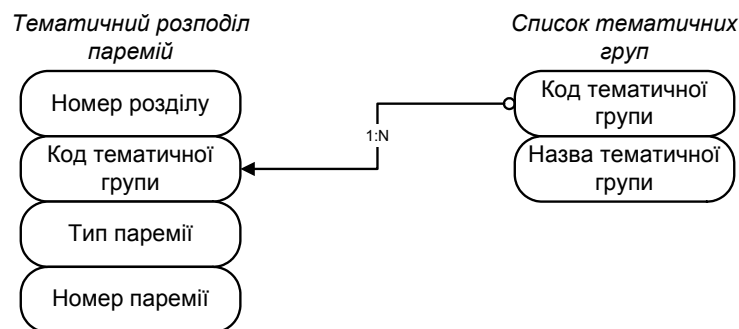 Тематичний розподіл
паремій
Номер розділу
Код тематичної
групи
Тип паремії
Номер паремії
1:N
Список тематичних
груп
Код тематичної
групи
Назва тематичної
групи